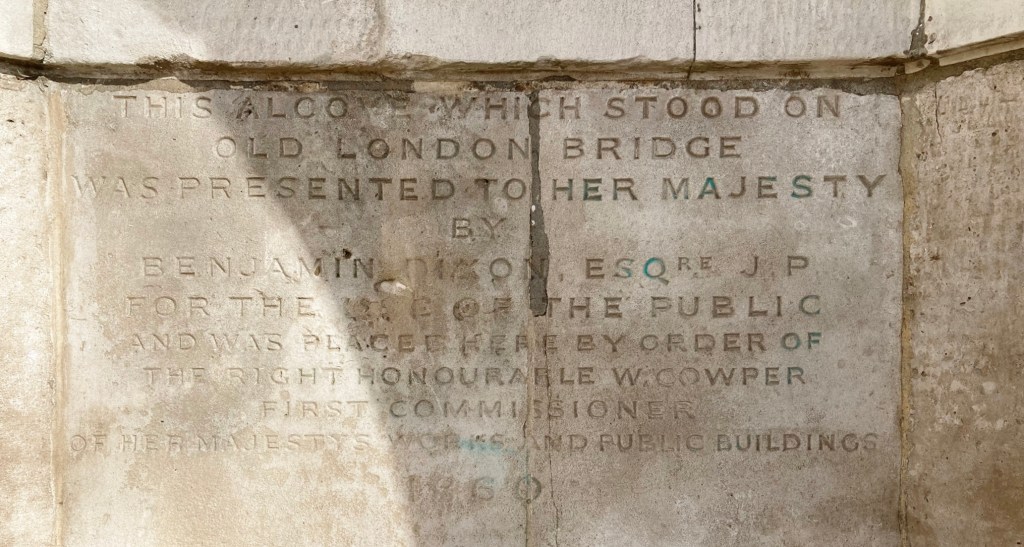 THIS ALCOVE WHICH STOOD ON
OLD LONDON BRIDGE
WAS PRESENTED TO HER MAJESTY
BY
BENJAMIN DIXON ESQRE J P
FOR THE USE OF THE PUBLIC
AND WAS PLACED HERE BY ORDER OF
THE RIGHT HONOURABLE W. COWPER
FIRST COMMISSIONER
OF HER MAJESTYS WORKS AND PUBLIC BUILDINGS
1860